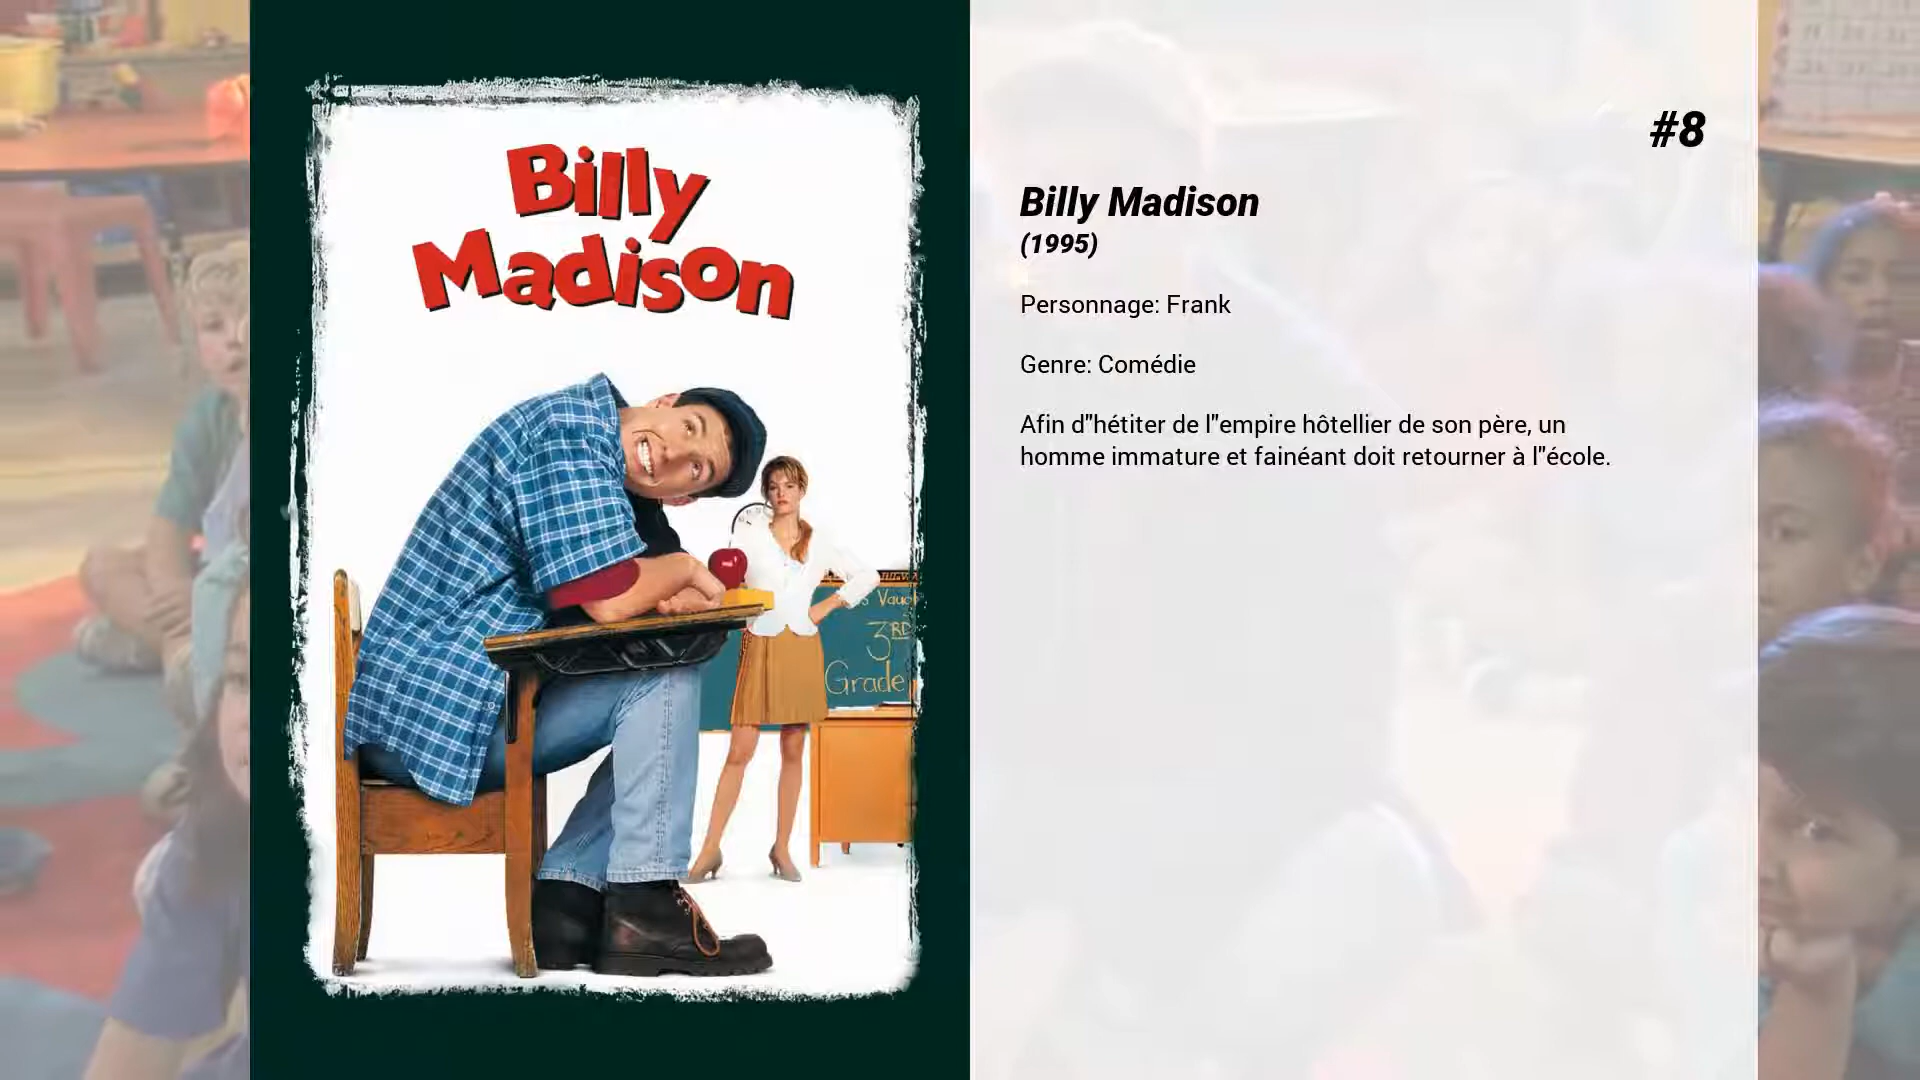 Billy
Madison
Vaug
3RD
Grade
#8
Billy Madison
(1995)
Personnage: Frank
Genre: Comédie
Afin d"hétiter de l"empire hôtellier de son père, un
homme immature et fainéant doit retourner à l"école.